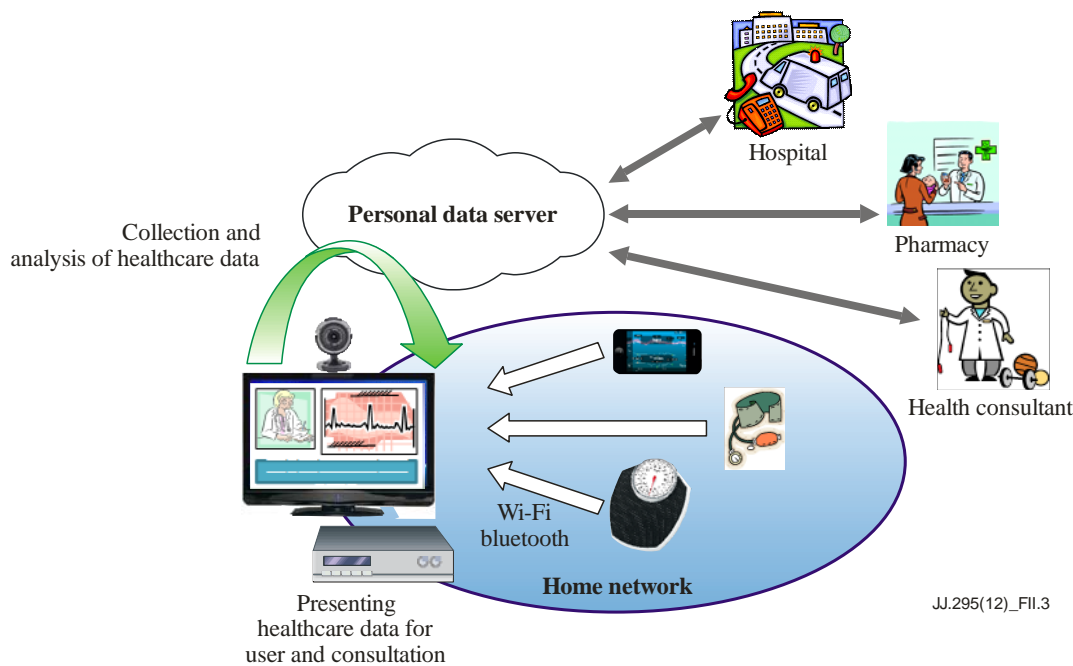 Hospital
Personal data server
Pharmacy
Collection and
analysis of healthcare data
Health consultant
Wi-Fi
bluetooth
Home network
Presenting
healthcare data for
user and consultation
JJ.295(12)_FII.3